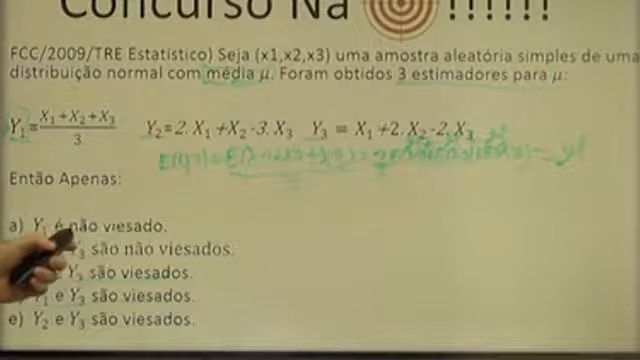 Concurso Na !!!!!!
FCC/2009/TRE Estatístico) Seja (x1,x2,x3) uma amostra aleatória simples de uma
distribuição normal com média μ. Foram obtidos 3 estimadores para μ:
Y₁=(X₁+X₂+X₃)/3 Y₂=2.X₁+X₂-3.X₃ Y₃ = X₁+2.X₂-2.X₃
Então Apenas:
a) Y₁ é não viesado.
Y₃ são não viesados.
Y₃ são viesados.
Y₁ e Y₃ são viesados.
e) Y₂ e Y₃ são viesados.